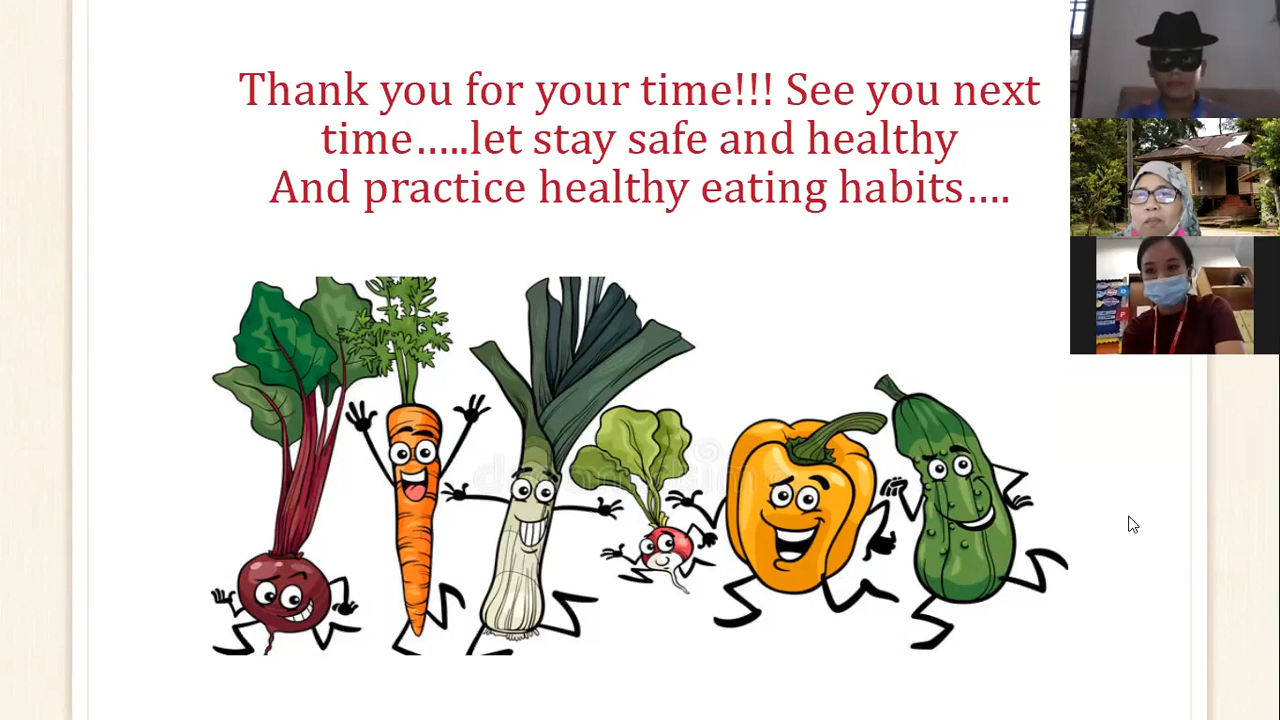 Thank you for your time!!! See you next
time.....let stay safe and healthy
And practice healthy eating habits....